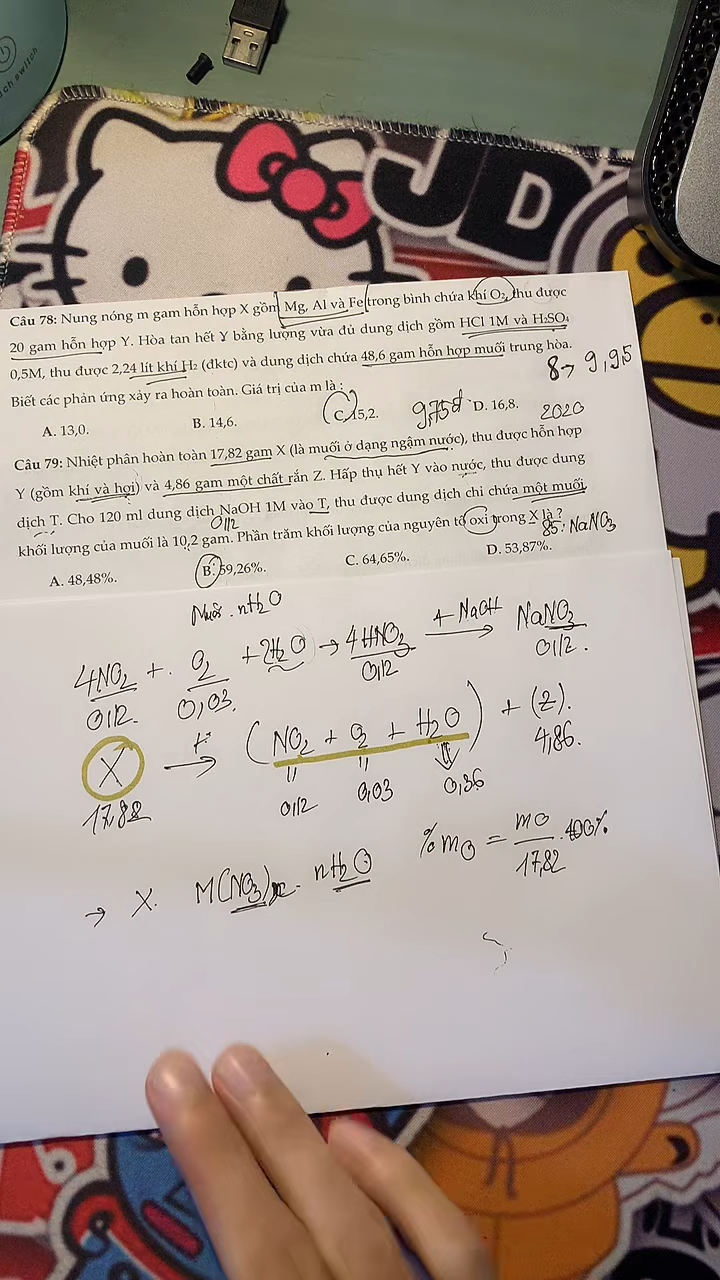 ach switch
JD
Câu 78: Nung nóng m gam hỗn hợp X gồm Mg, Al và Fe trong bình chứa khí O₂, thu được
20 gam hỗn hợp Y. Hòa tan hết Y bằng lượng vừa đủ dung dịch gồm HCl 1M và H₂SO₄
0,5M, thu được 2,24 lít khí H₂ (đktc) và dung dịch chứa 48,6 gam hỗn hợp muối trung hòa.
Biết các phản ứng xảy ra hoàn toàn. Giá trị của m là :
8 → 9,95
A. 13,0. B. 14,6. C. 15,2. 9,75đ D. 16,8. 2020
Câu 79: Nhiệt phân hoàn toàn 17,82 gam X (là muối ở dạng ngậm nước), thu được hỗn hợp
Y (gồm khí và hơi) và 4,86 gam một chất rắn Z. Hấp thụ hết Y vào nước, thu được dung
dịch T. Cho 120 ml dung dịch NaOH 1M vào T, thu được dung dịch chỉ chứa một muối,
0,12
khối lượng của muối là 10,2 gam. Phần trăm khối lượng của nguyên tố oxi trong X là ?
85: NaNO₃
A. 48,48%. B. 59,26%. C. 64,65%. D. 53,87%.
Muối . nH₂O
4NO₂ + O₂ + 2H₂O → 4HNO₃ + NaOH → NaNO₃
0,12 0,03 0,12 0,12.
X t° → (NO₂ + O₂ + H₂O) + (Z).
17,82 0,12 0,03 0,36 4,86.
%mO = mO / 17,82 .100%
→ X. M(NO₃) . nH₂O